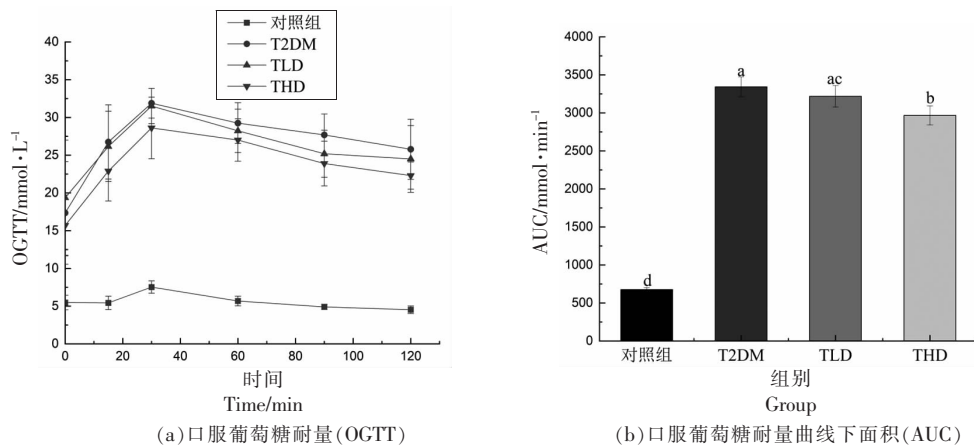 对照组
T2DM
TLD
THD
OGTT/mmol·L⁻¹
40
35
30
25
20
15
10
5
0
0 20 40 60 80 100 120
时间
Time/min
(a)口服葡萄糖耐量(OGTT)
AUC/mmol·min⁻¹
4000
3500
3000
2500
2000
1500
1000
500
0
d
a
ac
b
对照组 T2DM TLD THD
组别
Group
(b)口服葡萄糖耐量曲线下面积(AUC)